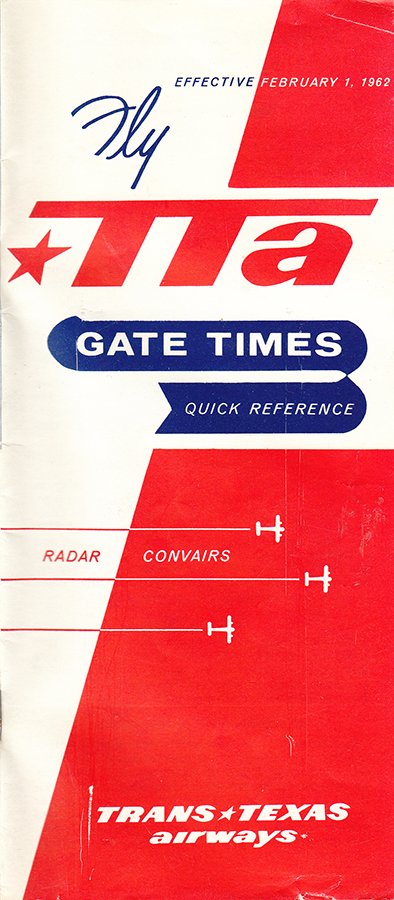 EFFECTIVE FEBRUARY 1, 1962
Fly
TTa
GATE TIMES
QUICK REFERENCE
RADAR CONVAIRS
TRANS★TEXAS
airways